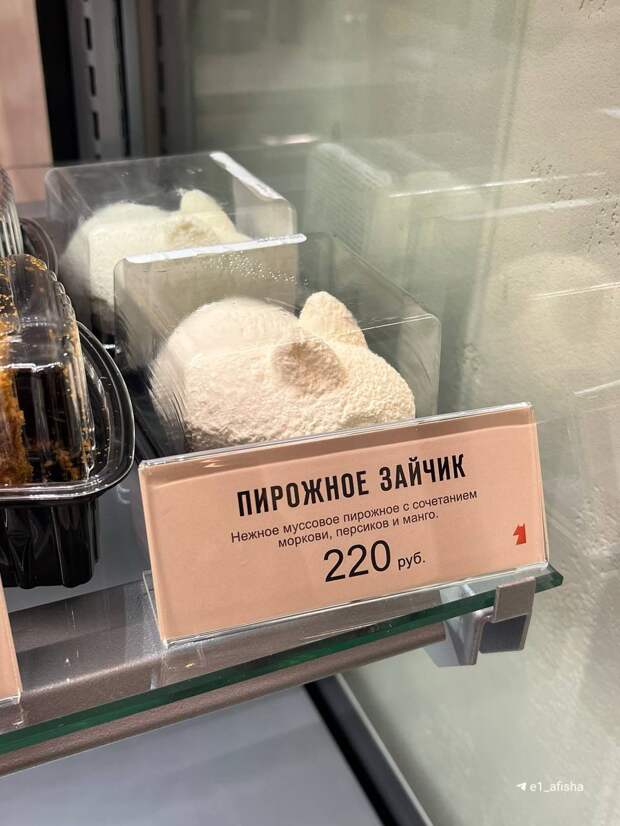 ПИРОЖНОЕ ЗАЙЧИК
Нежное муссовое пирожное с сочетанием
моркови, персиков и манго.
220 руб.
e1_afisha